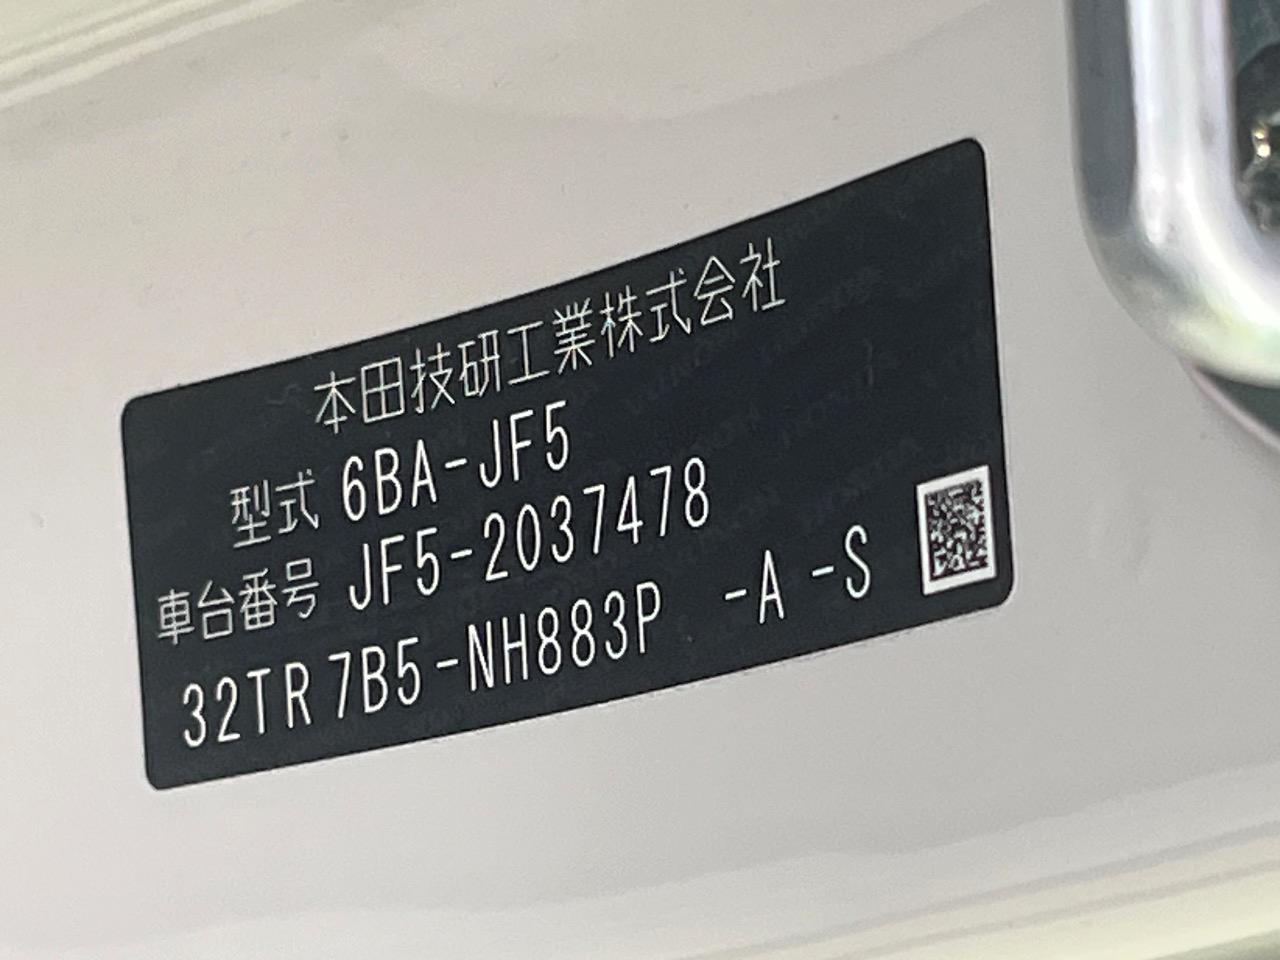 本田技研工業株式会社
型式 6BA-JF5
車台番号 JF5-2037478
32TR 7B5-NH883P -A -S